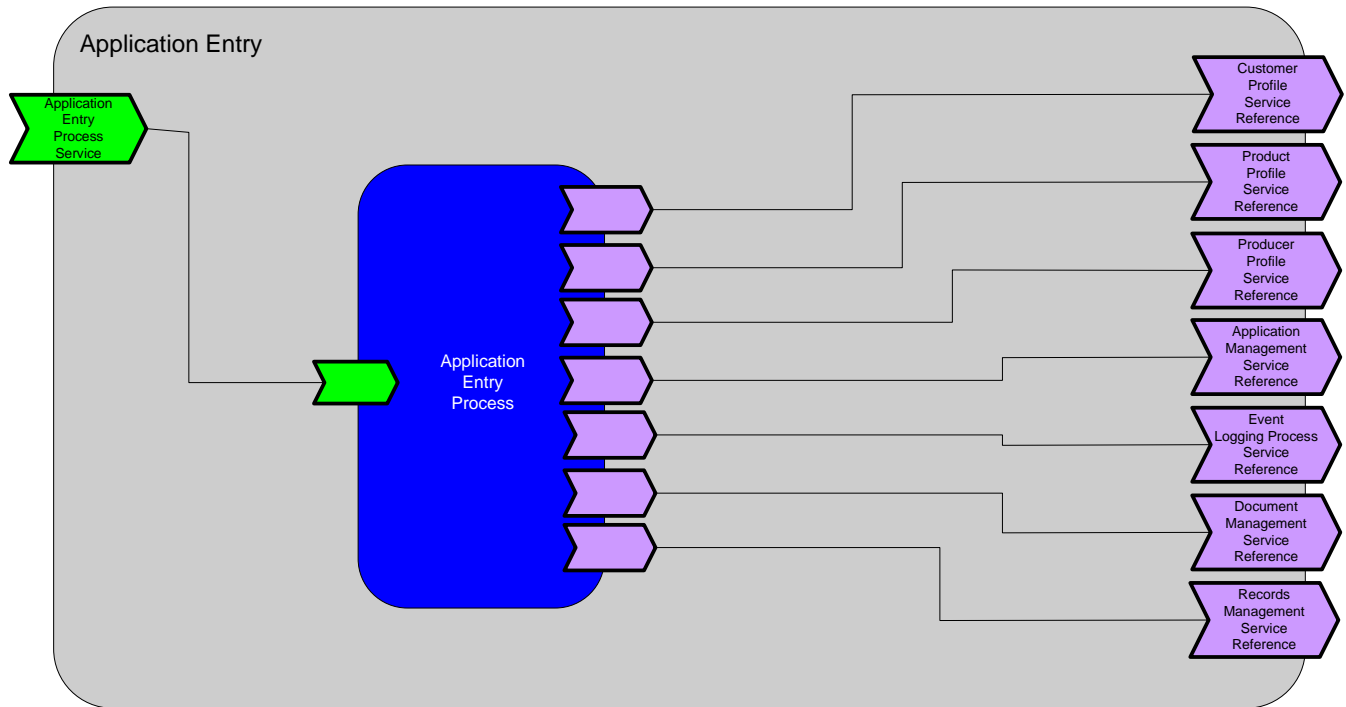 Application Entry
Application
Entry
Process
Service
Application
Entry
Process
Customer
Profile
Service
Reference
Product
Profile
Service
Reference
Producer
Profile
Service
Reference
Application
Management
Service
Reference
Event
Logging Process
Service
Reference
Document
Management
Service
Reference
Records
Management
Service
Reference